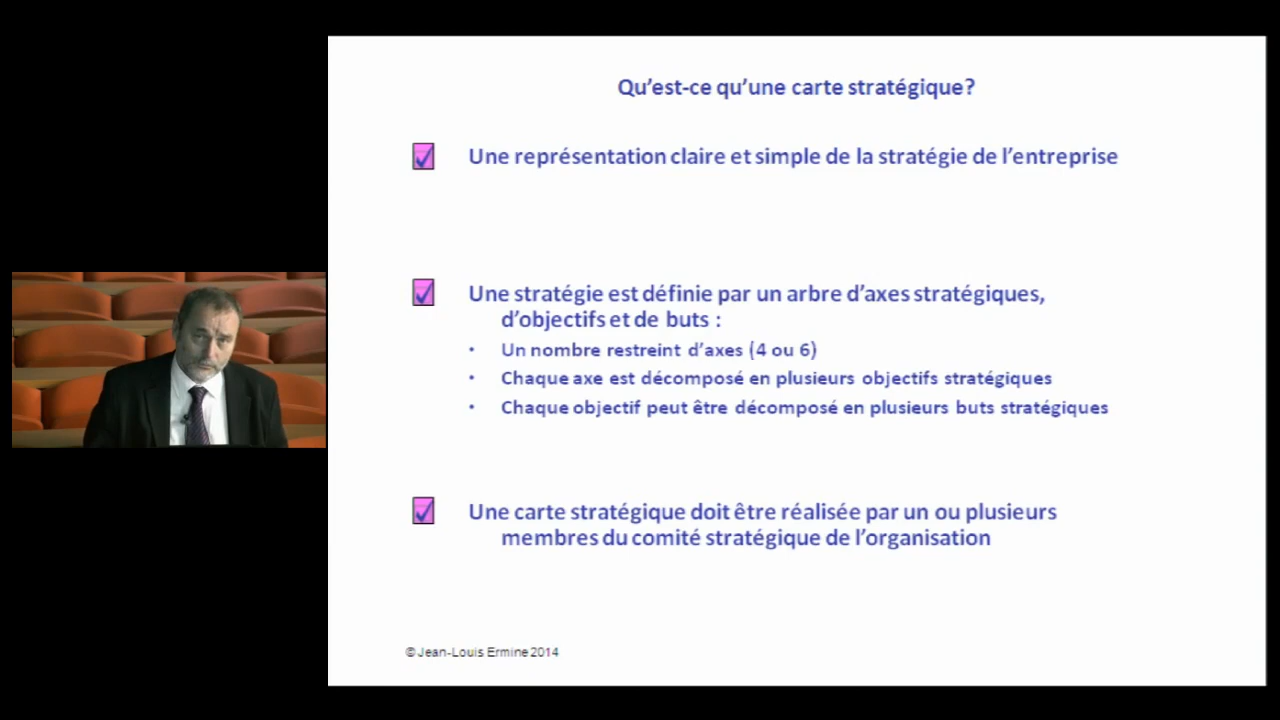 Qu’est-ce qu’une carte stratégique?
Une représentation claire et simple de la stratégie de l’entreprise
Une stratégie est définie par un arbre d’axes stratégiques,
d’objectifs et de buts :
• Un nombre restreint d’axes (4 ou 6)
• Chaque axe est décomposé en plusieurs objectifs stratégiques
• Chaque objectif peut être décomposé en plusieurs buts stratégiques
Une carte stratégique doit être réalisée par un ou plusieurs
membres du comité stratégique de l’organisation
© Jean-Louis Ermine 2014